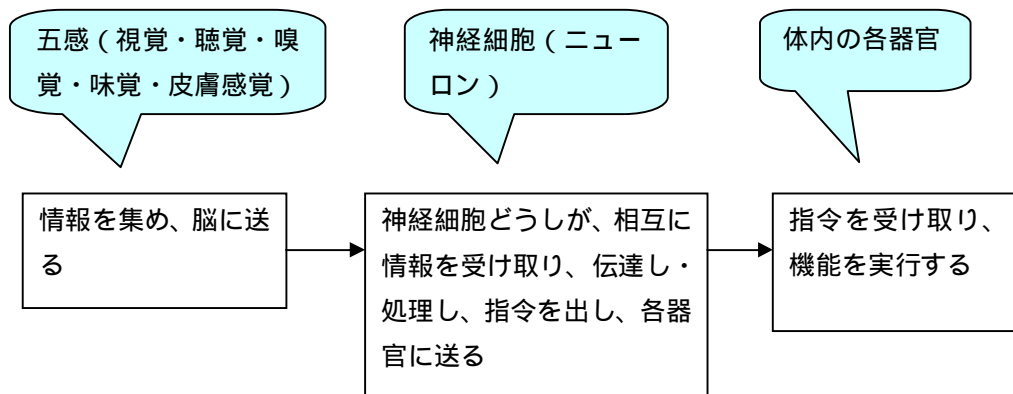 五感（視覚・聴覚・嗅
覚・味覚・皮膚感覚）
神経細胞（ニュー
ロン）
体内の各器官
情報を集め、脳に送
る
神経細胞どうしが、相互に
情報を受け取り、伝達し・
処理し、指令を出し、各器
官に送る
指令を受け取り、
機能を実行する